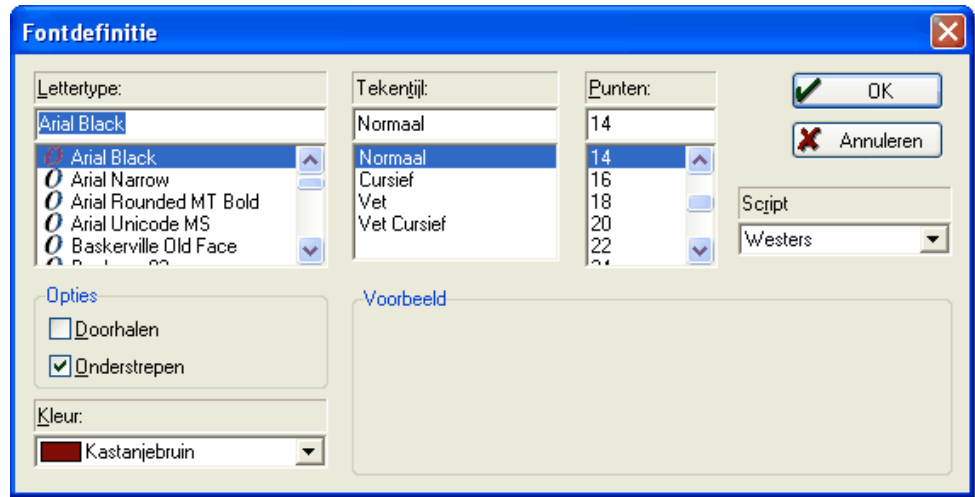 Fontdefinitie
Lettertype:
Arial Black
Arial Black
Arial Narrow
Arial Rounded MT Bold
Arial Unicode MS
Baskerville Old Face
Tekentijl:
Normaal
Normaal
Cursief
Vet
Vet Cursief
Punten:
14
14
16
18
20
22
OK
Annuleren
Script
Westers
Opties
Doorhalen
Onderstrepen
Kleur:
Kastanjebruin
Voorbeeld